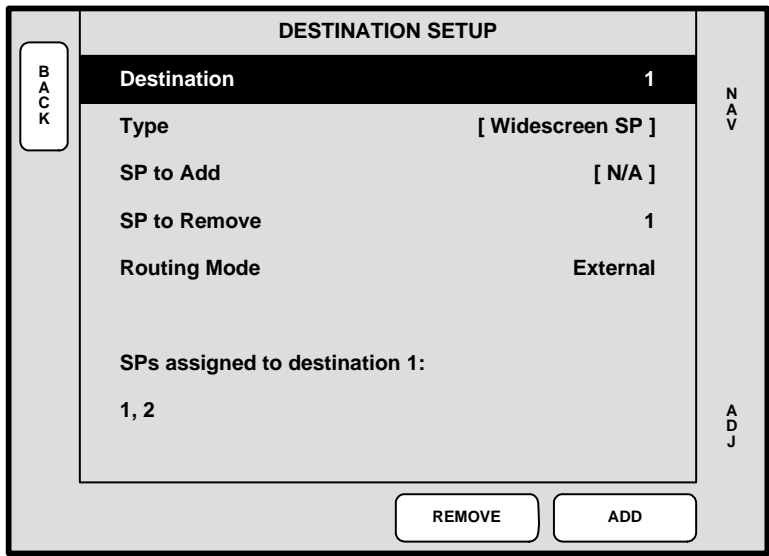 DESTINATION SETUP
BACK
Destination 1
NAV
Type [ Widescreen SP ]
SP to Add [ N/A ]
SP to Remove 1
Routing Mode External
SPs assigned to destination 1:
1, 2
ADJ
REMOVE ADD